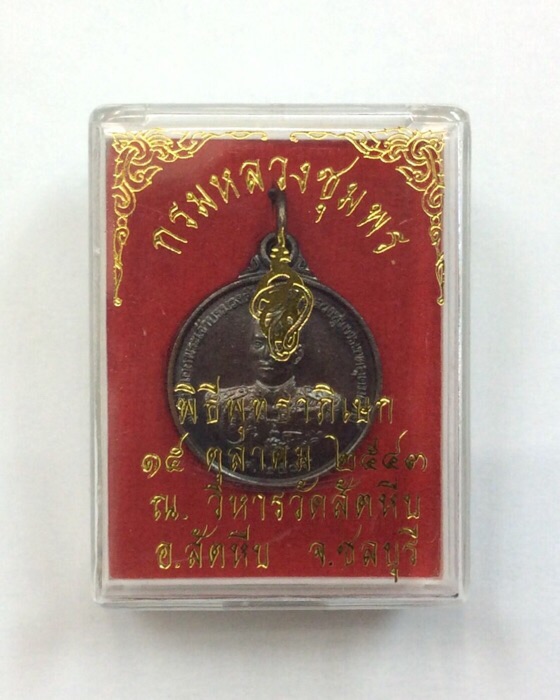 กรมหลวงชุมพร
พิธีพุทธาภิเษก
๑๕ ตุลาคม ๒๕๔๓
ณ. วิหารวัดสัตหีบ
อ.สัตหีบ จ.ชลบุรี